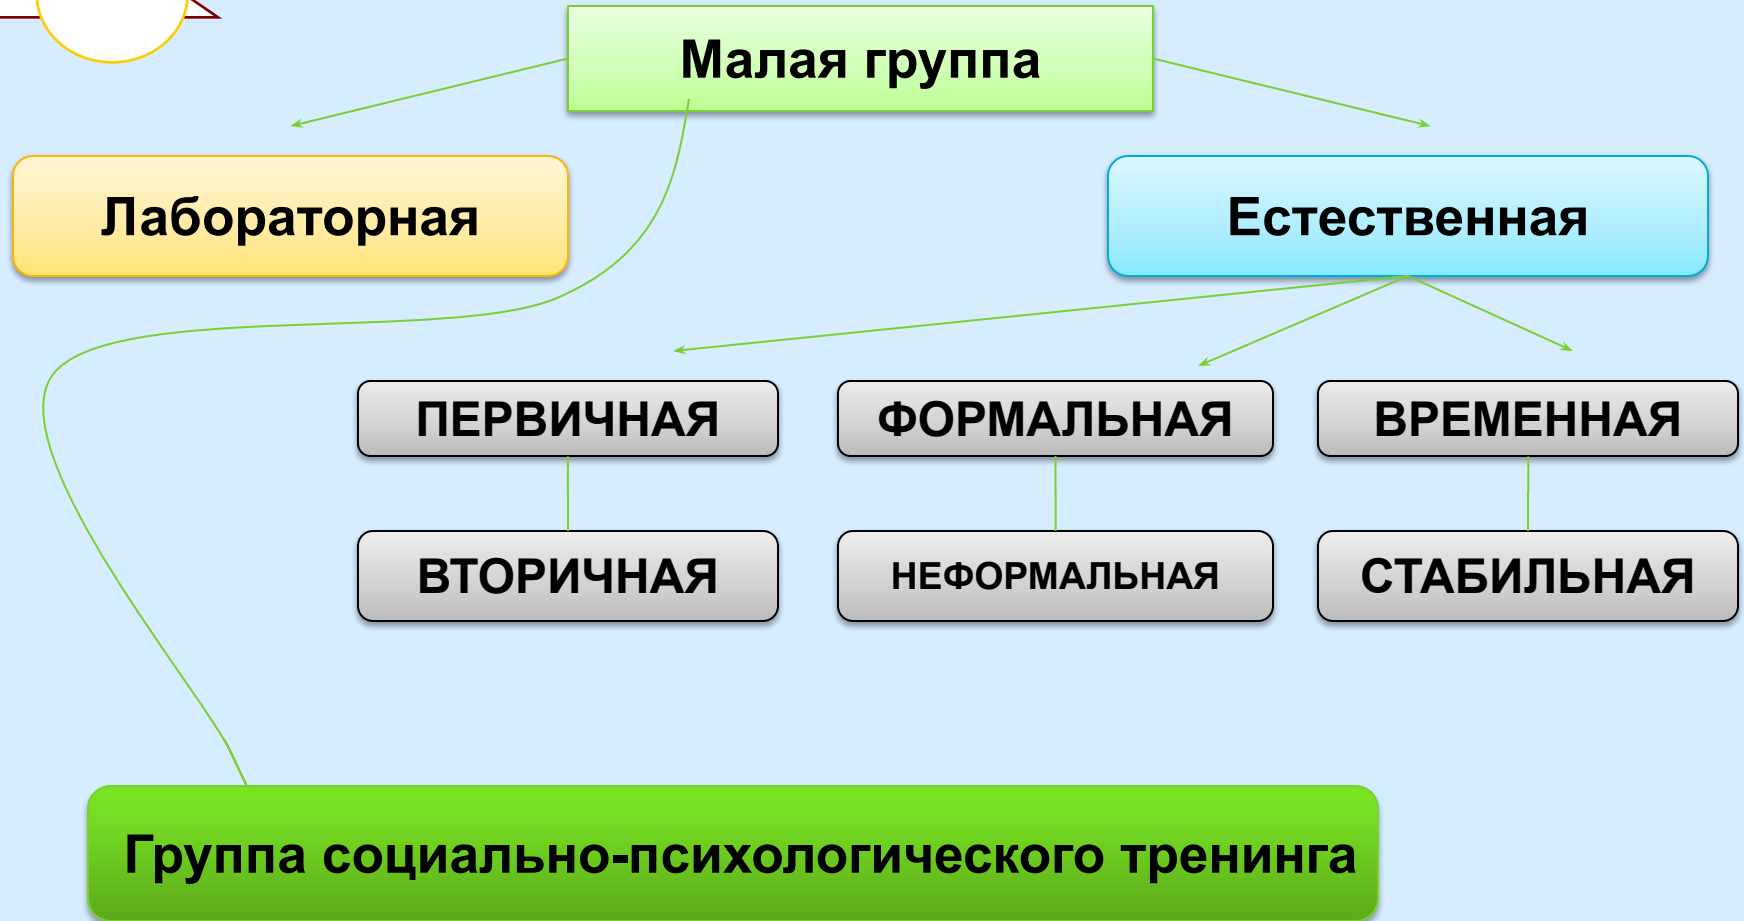 Малая группа
Лабораторная
Естественная
ПЕРВИЧНАЯ
ФОРМАЛЬНАЯ
ВРЕМЕННАЯ
ВТОРИЧНАЯ
НЕФОРМАЛЬНАЯ
СТАБИЛЬНАЯ
Группа социально-психологического тренинга